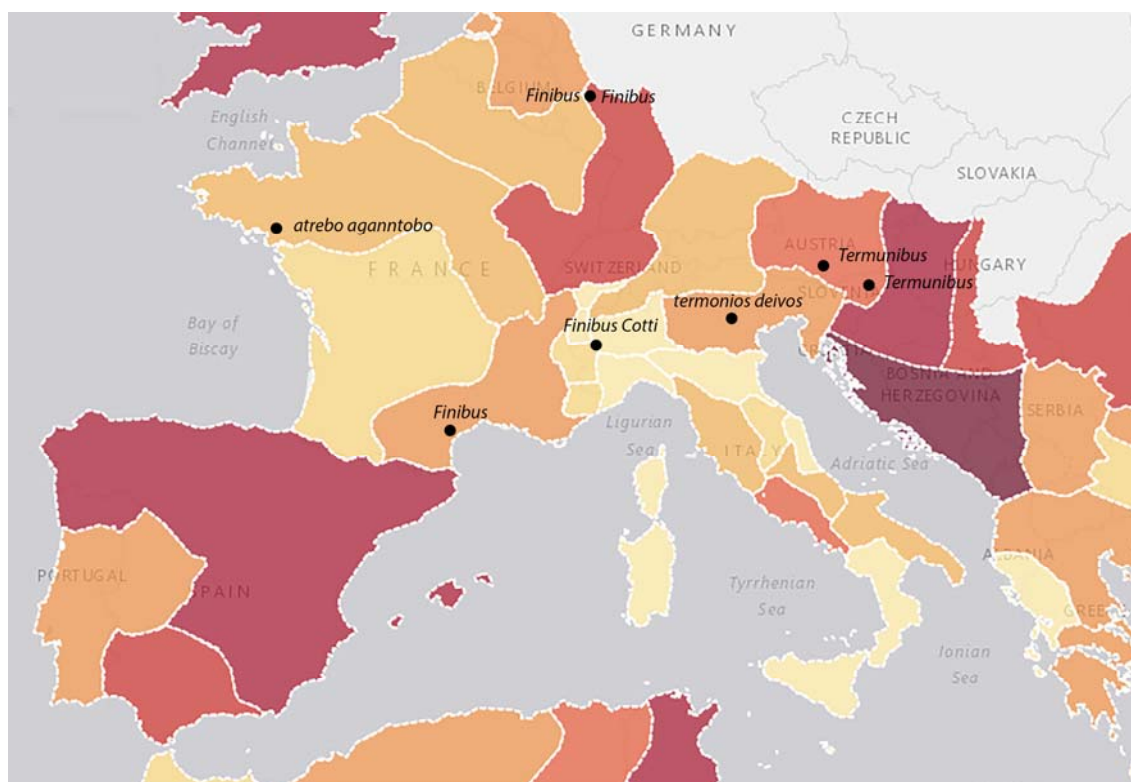 GERMANY
BELGIUM
Finibus
Finibus
English
Channel
CZECH
REPUBLIC
SLOVAKIA
atrebo aganntobo
FRANCE
SWITZERLAND
AUSTRIA
Termunibus
HUNGARY
SLOVENIA
Termunibus
termonios deivos
Bay of
Biscay
Finibus Cotti
CROATIA
BOSNIA AND
HERZEGOVINA
SERBIA
Finibus
Ligurian
Sea
ITALY
Adriatic Sea
PORTUGAL
SPAIN
ALBANIA
Tyrrhenian
Sea
GREE
Ionian
Sea